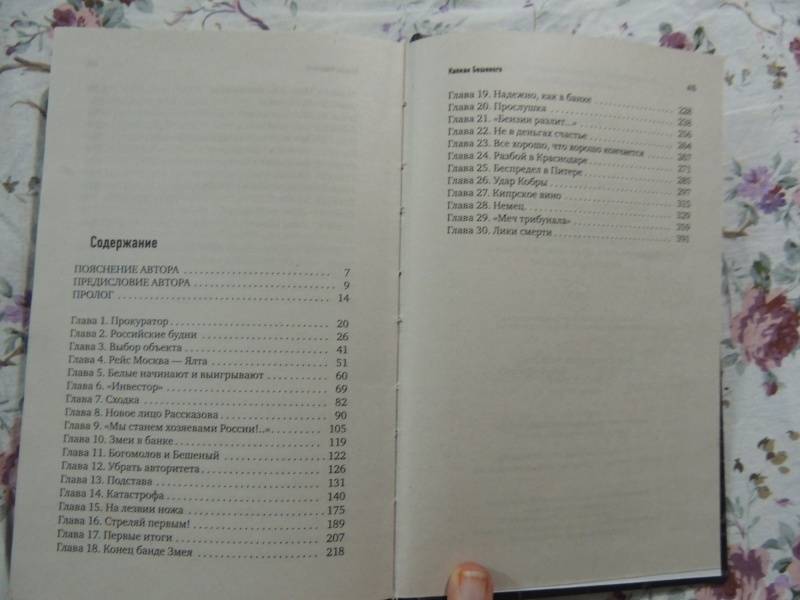 Содержание
ПОЯСНЕНИЕ АВТОРА 7
ПРЕДИСЛОВИЕ АВТОРА 9
ПРОЛОГ 14
Глава 1. Прокуратор 20
Глава 2. Российские будни 26
Глава 3. Выбор объекта 41
Глава 4. Рейс Москва — Ялта 51
Глава 5. Белые начинают и выигрывают 60
Глава 6. «Инвестор» 69
Глава 7. Сходка 82
Глава 8. Новое лицо Рассказова 90
Глава 9. «Мы станем хозяевами России!..» 105
Глава 10. Змеи в банке 119
Глава 11. Богомолов и Бешеный 122
Глава 12. Убрать авторитета 126
Глава 13. Подстава 131
Глава 14. Катастрофа 140
Глава 15. На лезвии ножа 175
Глава 16. Стреляй первым! 189
Глава 17. Первые итоги 207
Глава 18. Конец банде Змея 218
Капкан Бешеного
Глава 19. Надежно, как в банке 228
Глава 20. Прослушка 238
Глава 21. «Бензин разлит...» 256
Глава 22. Не в деньгах счастье 264
Глава 23. Все хорошо, что хорошо кончается 267
Глава 24. Разбой в Краснодаре 271
Глава 25. Беспредел в Питере 285
Глава 26. Удар Кобры 297
Глава 27. Кипрское вино 315
Глава 28. Немец. 329
Глава 29. «Меч трибунала» 359
Глава 30. Лики смерти 391